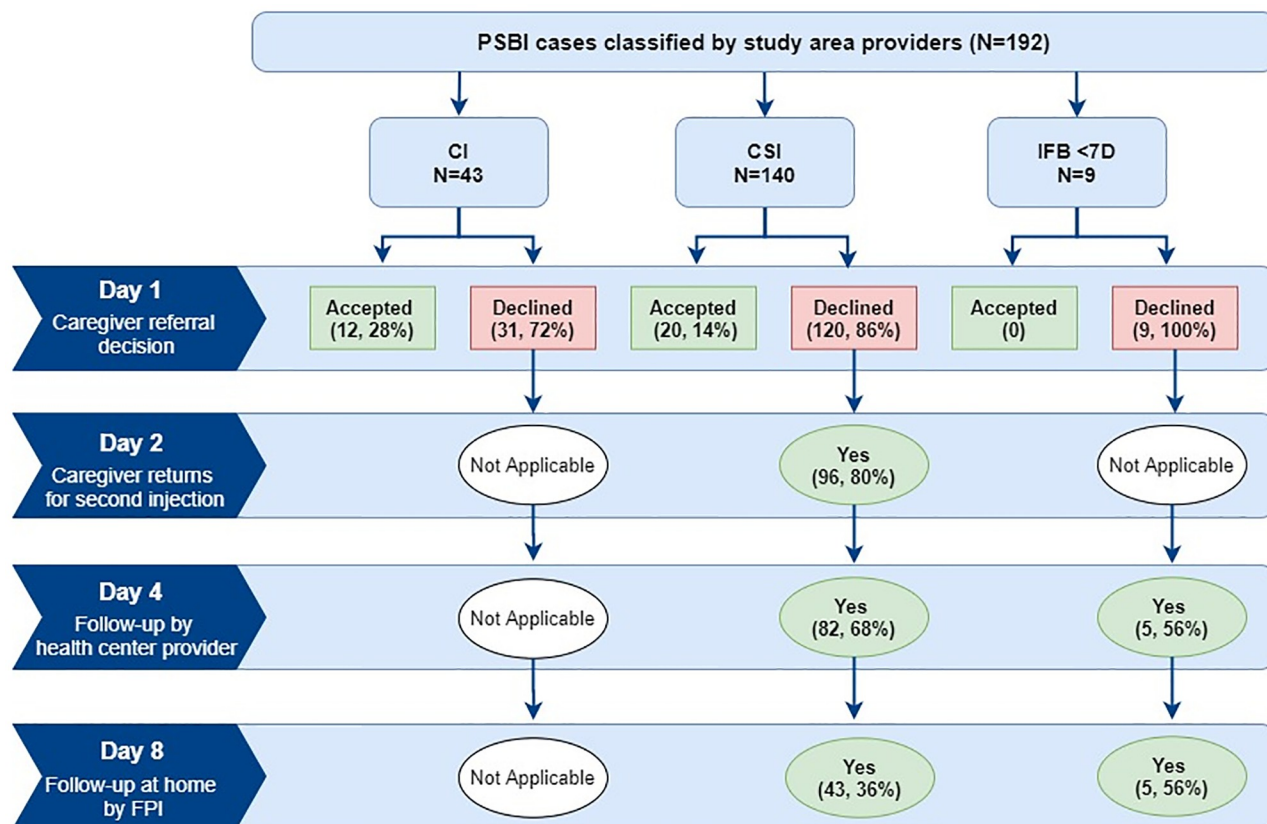 PSBI cases classified by study area providers (N=192)
CI
N=43
CSI
N=140
IFB <7D
N=9
Day 1
Caregiver referral
decision
Accepted
(12, 28%)
Declined
(31, 72%)
Accepted
(20, 14%)
Declined
(120, 86%)
Accepted
(0)
Declined
(9, 100%)
Day 2
Caregiver returns
for second injection
Not Applicable
Yes
(96, 80%)
Not Applicable
Day 4
Follow-up by
health center provider
Not Applicable
Yes
(82, 68%)
Yes
(5, 56%)
Day 8
Follow-up at home
by FPI
Not Applicable
Yes
(43, 36%)
Yes
(5, 56%)